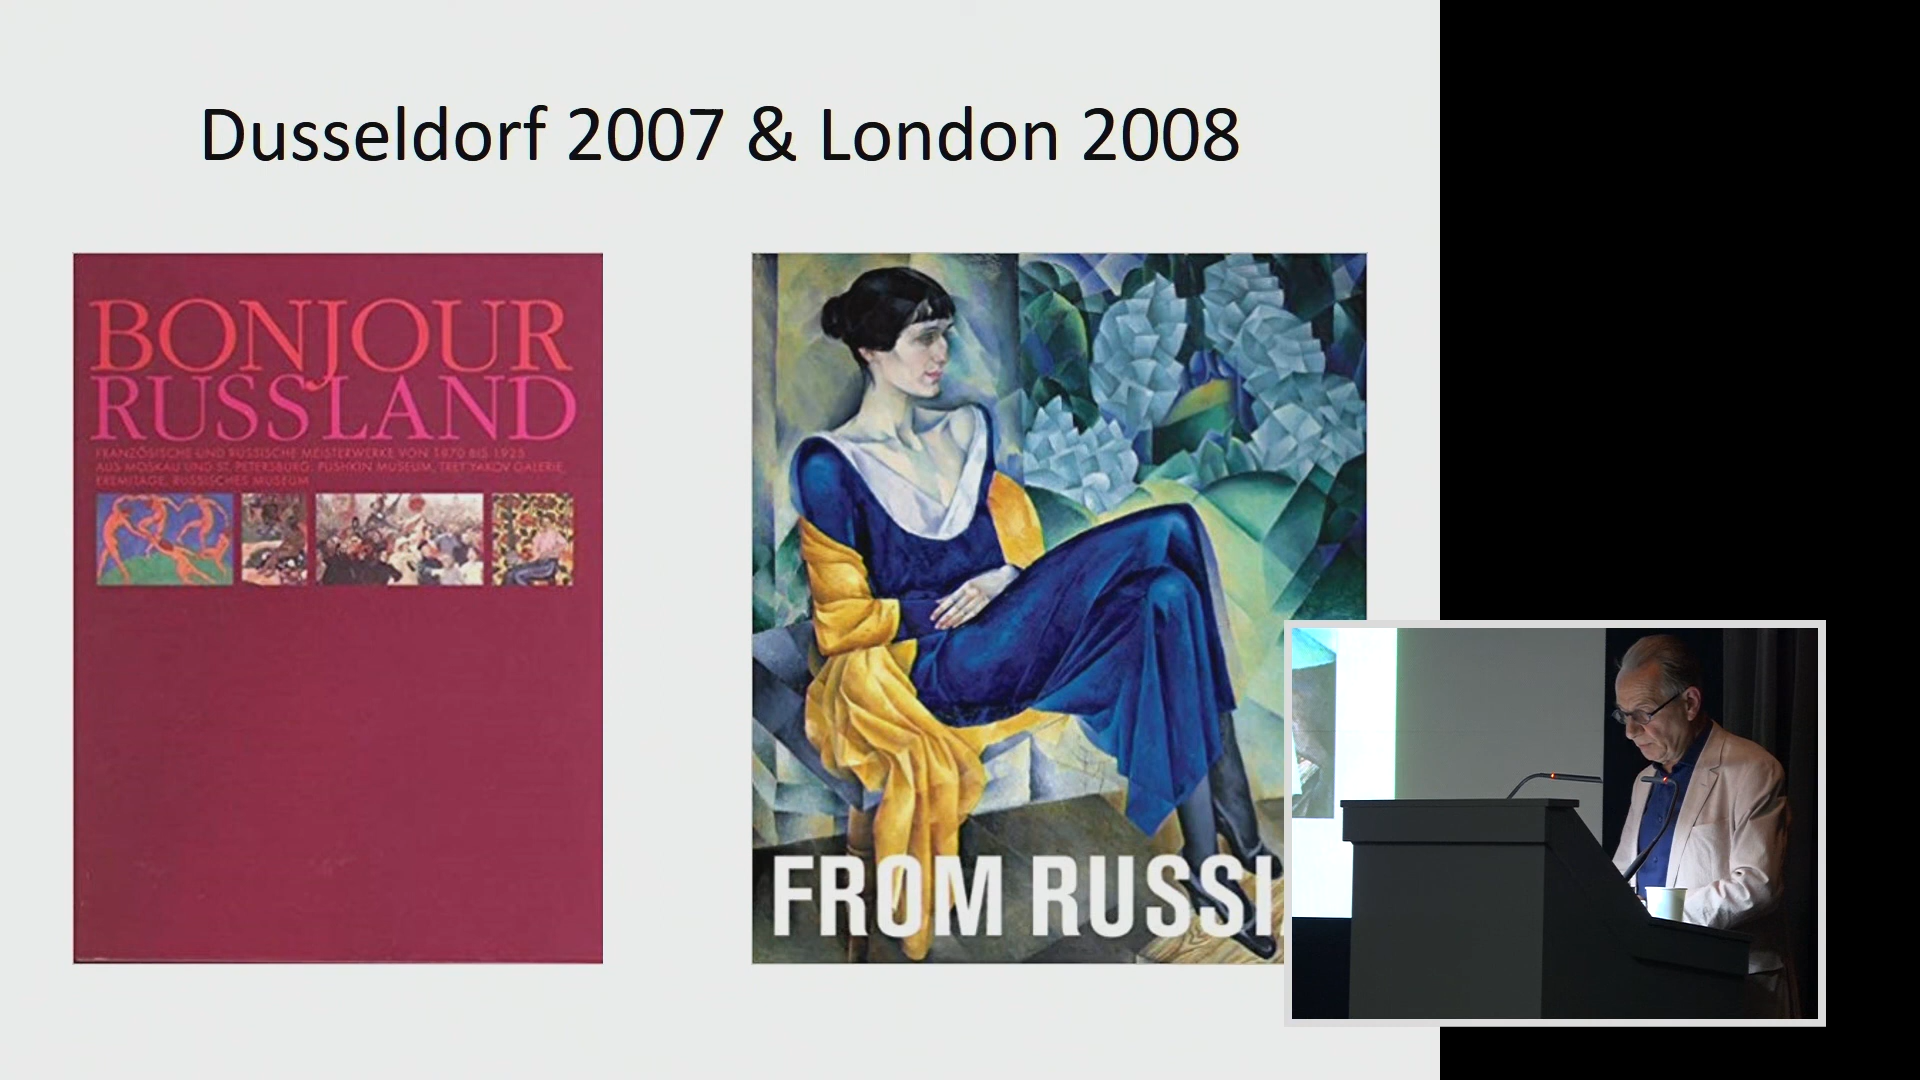 Dusseldorf 2007 & London 2008
BONJOUR
RUSSLAND
FRANZÖSISCHE UND RUSSISCHE MEISTERWERKE VON 1870 BIS 1925
AUS MOSKAU UND ST. PETERSBURG. PUSHKIN MUSEUM, TRETYAKOV GALERIE,
EREMITAGE, RUSSISCHES MUSEUM
FROM RUSSI